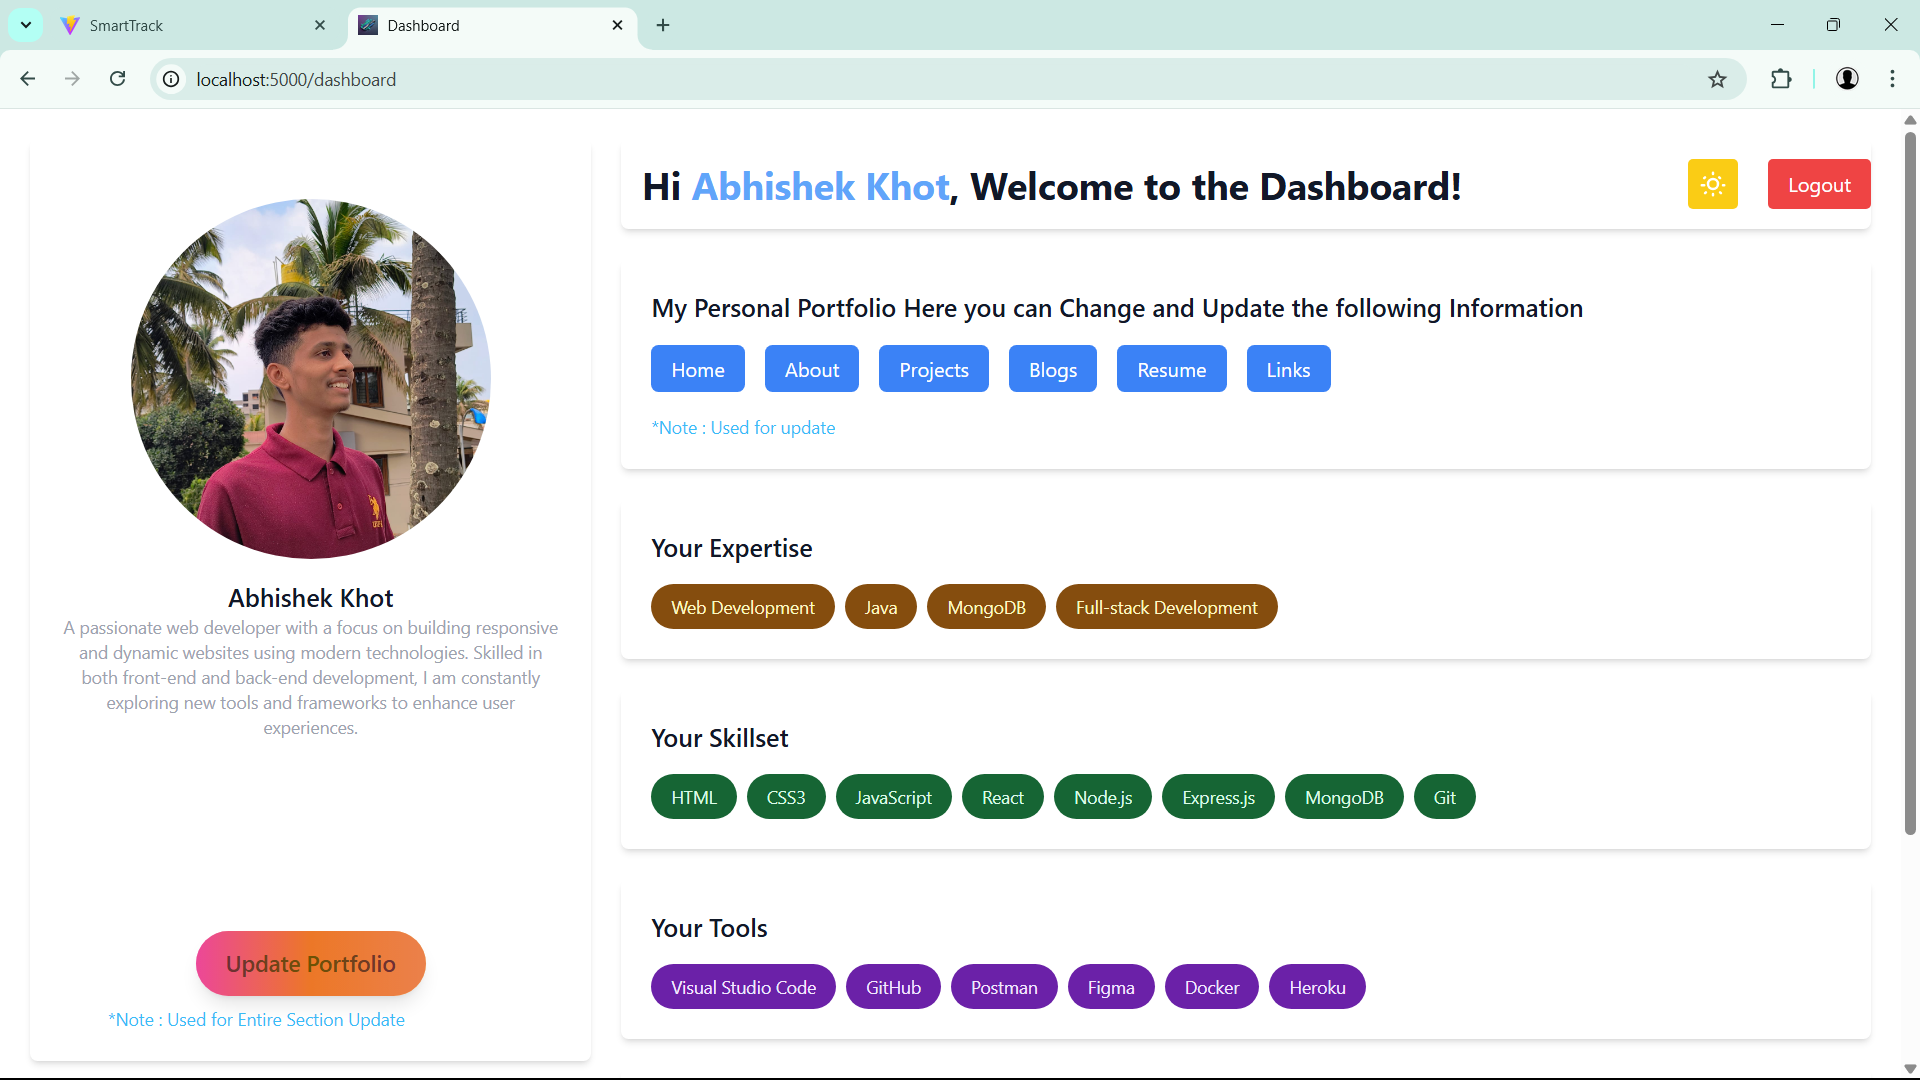 SmartTrack
Dashboard
localhost:5000/dashboard
Abhishek Khot
A passionate web developer with a focus on building responsive
and dynamic websites using modern technologies. Skilled in
both front-end and back-end development, I am constantly
exploring new tools and frameworks to enhance user
experiences.
Update Portfolio
*Note : Used for Entire Section Update
Hi Abhishek Khot, Welcome to the Dashboard!
Logout
My Personal Portfolio Here you can Change and Update the following Information
Home About Projects Blogs Resume Links
*Note : Used for update
Your Expertise
Web Development Java MongoDB Full-stack Development
Your Skillset
HTML CSS3 JavaScript React Node.js Express.js MongoDB Git
Your Tools
Visual Studio Code GitHub Postman Figma Docker Heroku